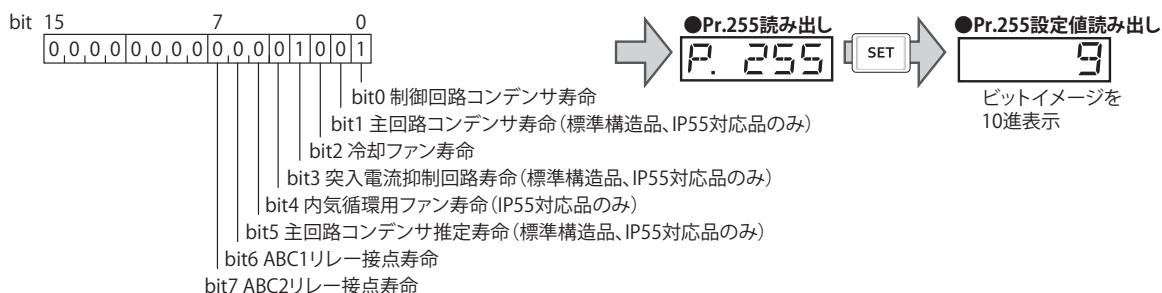 bit 15 7 0
0 0 0 0 0 0 0 0 0 0 0 0 1 0 0 1
bit0 制御回路コンデンサ寿命
bit1 主回路コンデンサ寿命（標準構造品、IP55対応品のみ）
bit2 冷却ファン寿命
bit3 突入電流抑制回路寿命（標準構造品、IP55対応品のみ）
bit4 内気循環用ファン寿命（IP55対応品のみ）
bit5 主回路コンデンサ推定寿命（標準構造品、IP55対応品のみ）
bit6 ABC1リレー接点寿命
bit7 ABC2リレー接点寿命
●Pr.255読み出し
P. 255
SET
●Pr.255設定値読み出し
9
ビットイメージを
10進表示